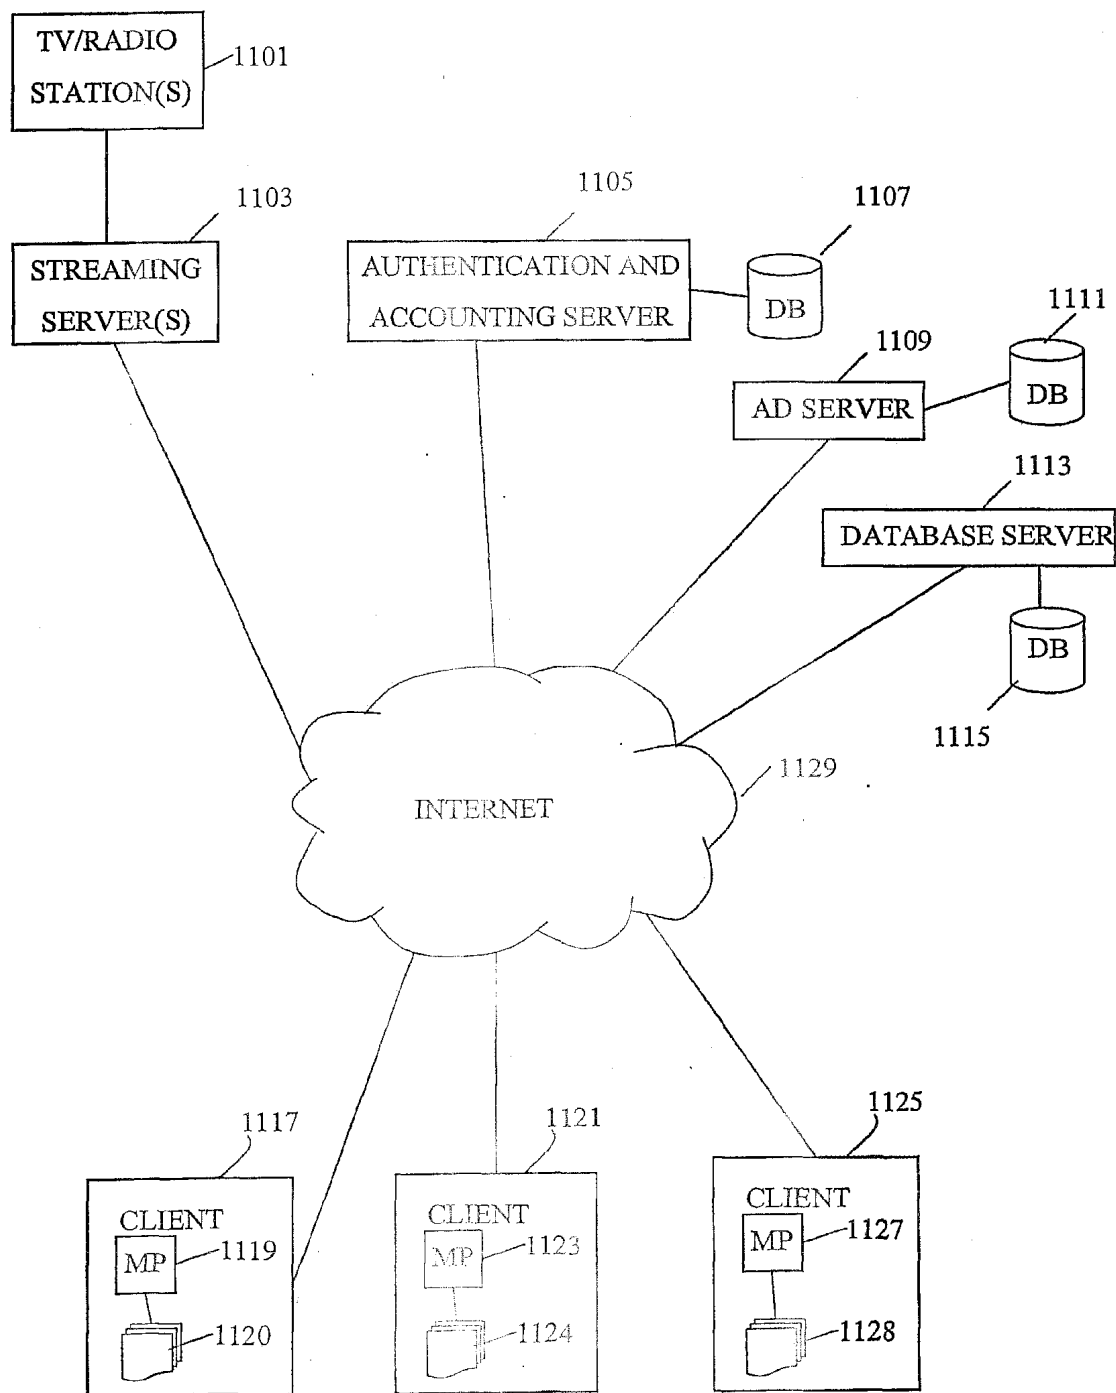 TV/RADIO
STATION(S)
1101
1103
STREAMING
SERVER(S)
1105
AUTHENTICATION AND
ACCOUNTING SERVER
1107
DB
1109
AD SERVER
1111
DB
1113
DATABASE SERVER
DB
1115
INTERNET
1129
1117
CLIENT
MP
1119
1120
1121
CLIENT
MP
1123
1124
1125
CLIENT
MP
1127
1128